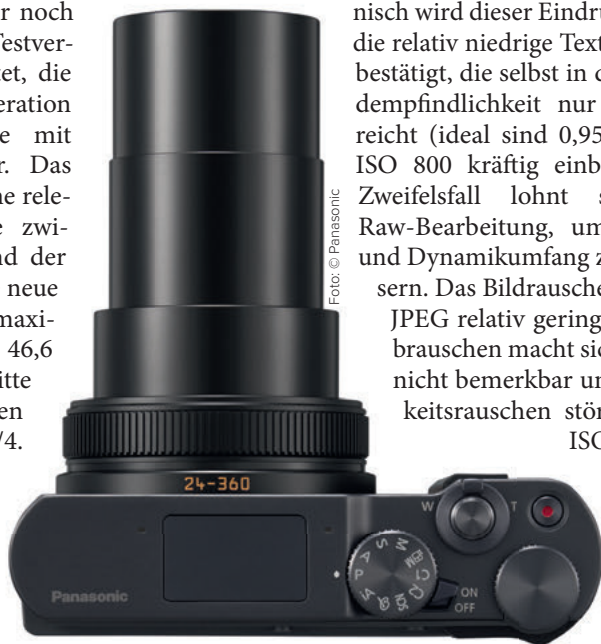 r noch
Testver-
tet, die
eration
e mit
r. Das
ne rele-
e zwi-
nd der
neue
maxi-
46,6
itte
en
/4.
nisch wird dieser Eindru
die relativ niedrige Text
bestätigt, die selbst in d
dempfindlichkeit nur
reicht (ideal sind 0,95
ISO 800 kräftig einb
Zweifelsfall lohnt s
Raw-Bearbeitung, um
und Dynamikumfang z
sern. Das Bildrausche
JPEG relativ gering
brauschen macht sic
nicht bemerkbar un
keitsrauschen stör
ISO
Foto: © Panasonic
24-360
W T
M
S
A
P
C1
ON
OFF
Panasonic